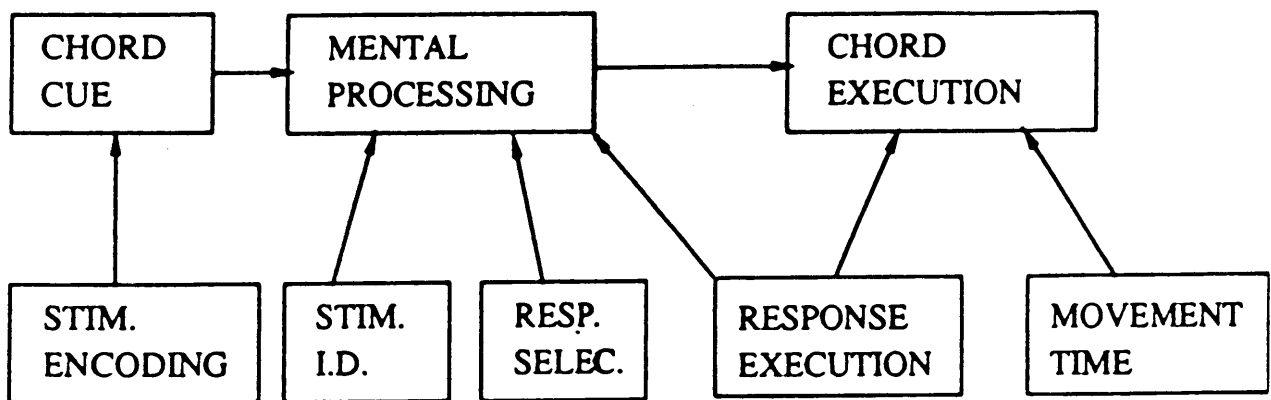 CHORD
CUE
MENTAL
PROCESSING
CHORD
EXECUTION
STIM.
ENCODING
STIM.
I.D.
RESP.
SELEC.
RESPONSE
EXECUTION
MOVEMENT
TIME